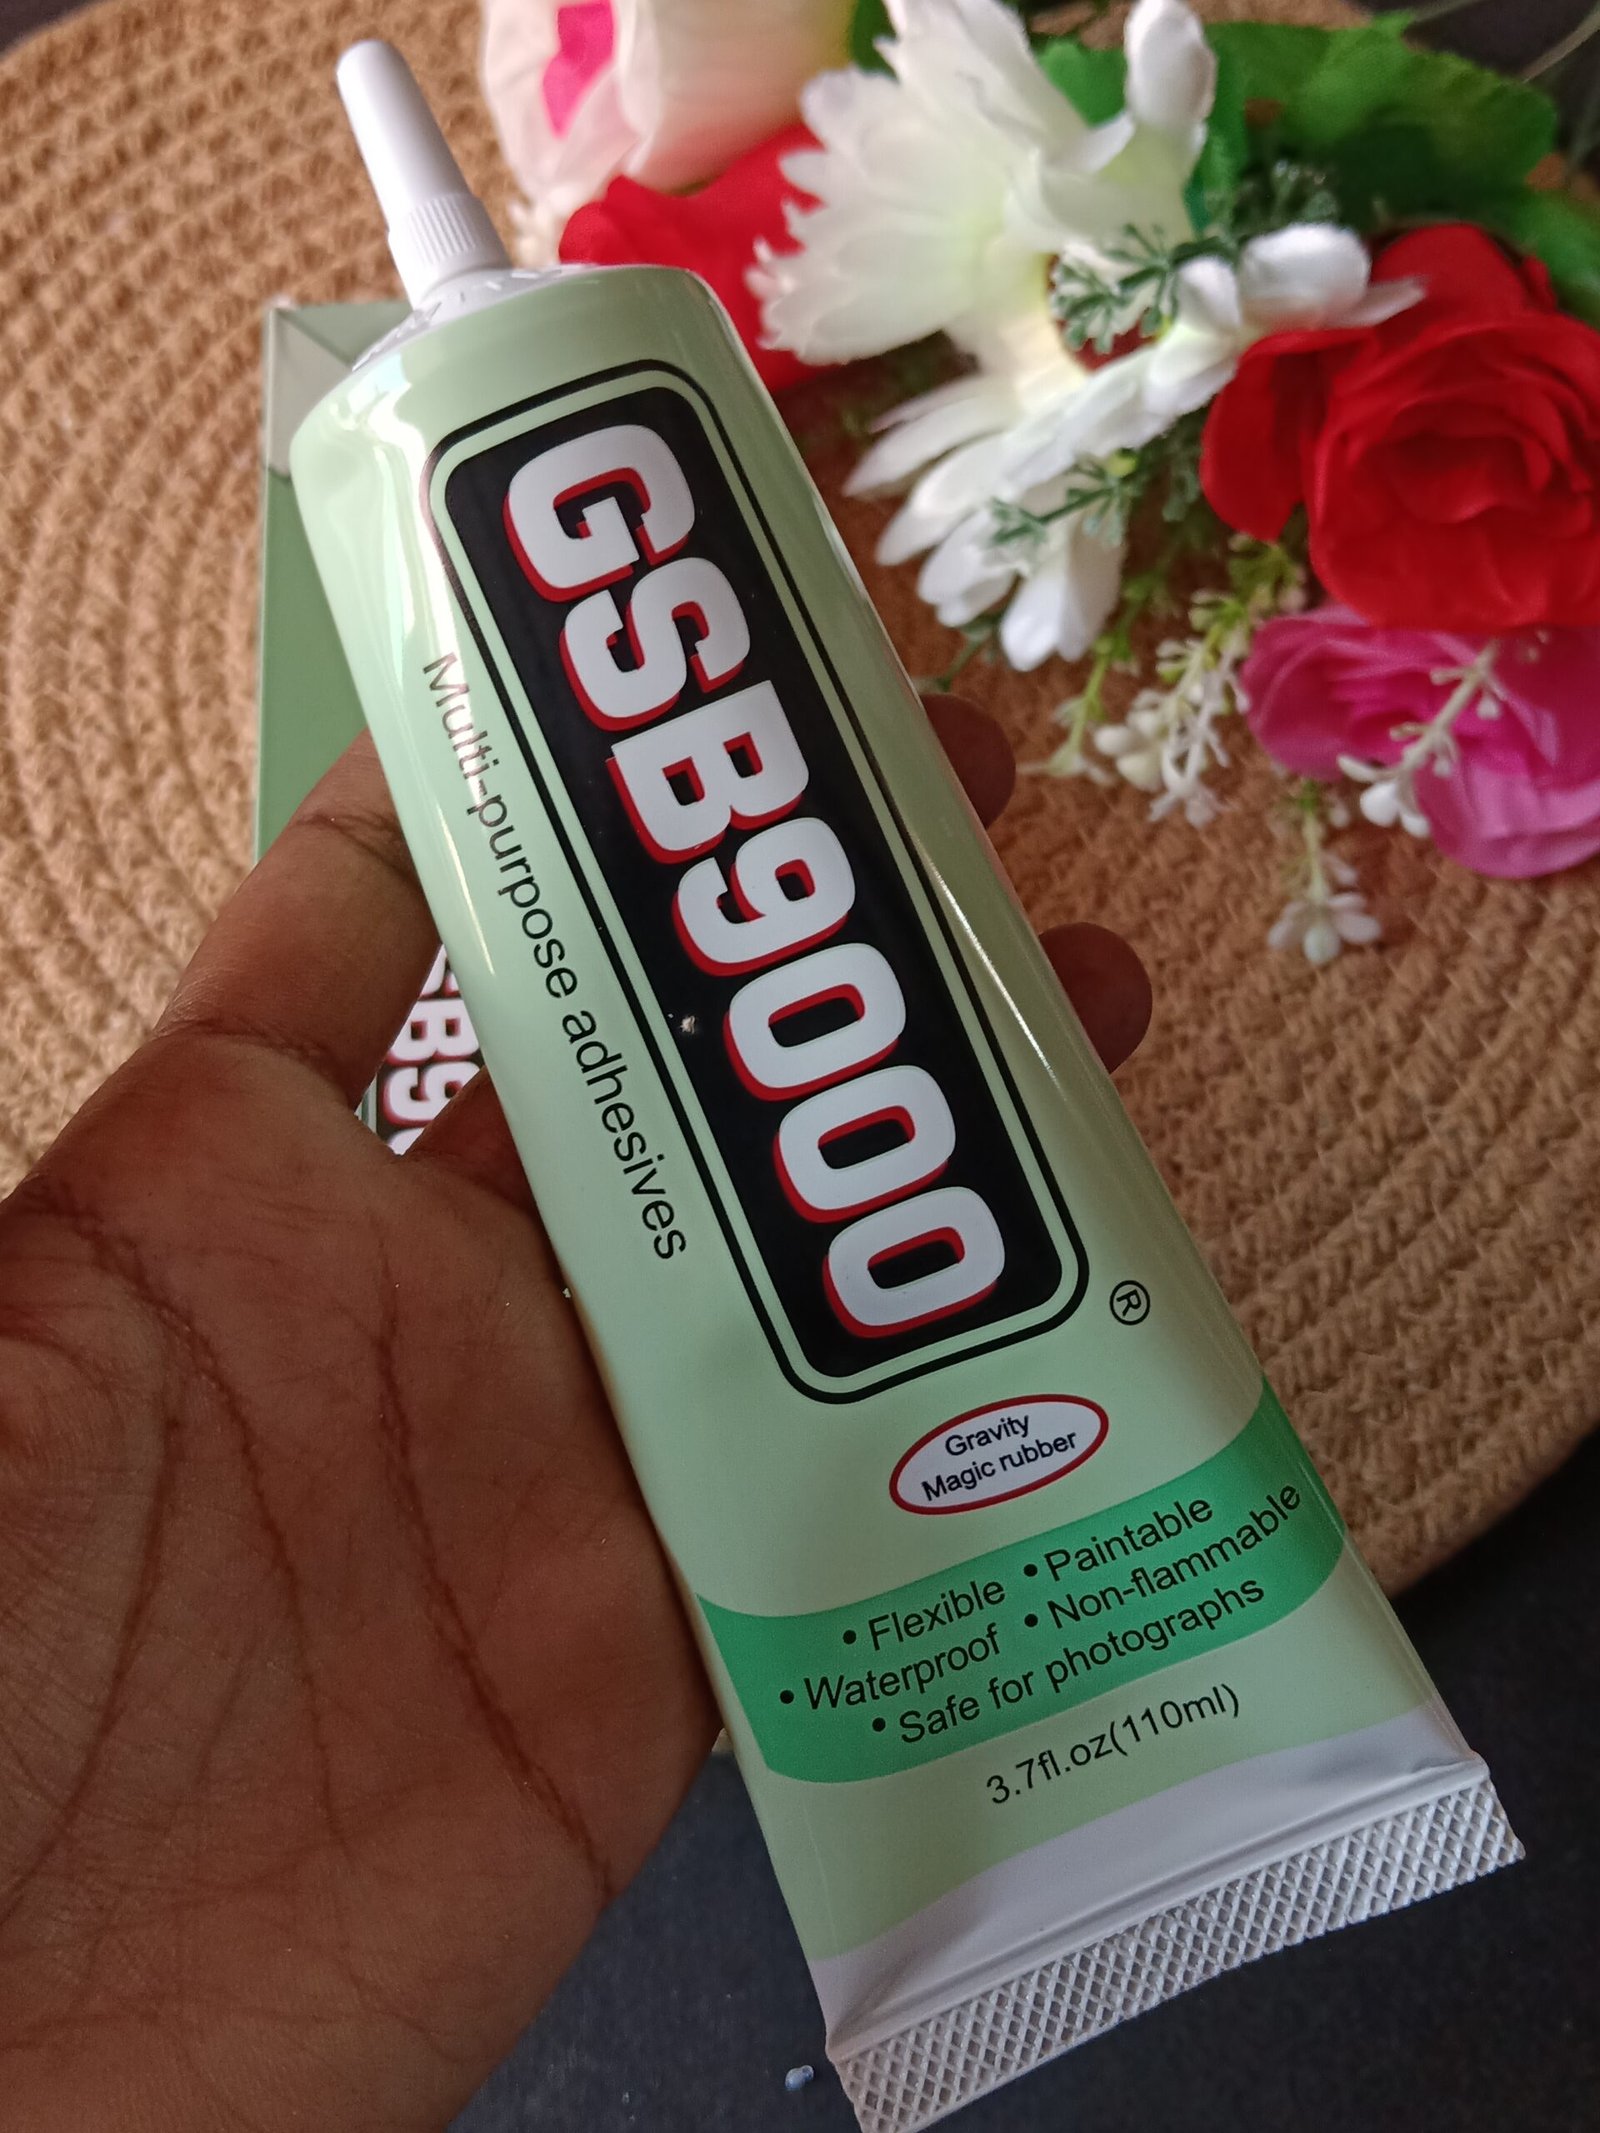 GSB9000
Multi-purpose adhesives
®
Gravity
Magic rubber
• Flexible • Paintable
• Waterproof • Non-flammable
• Safe for photographs
3.7fl.oz(110ml)